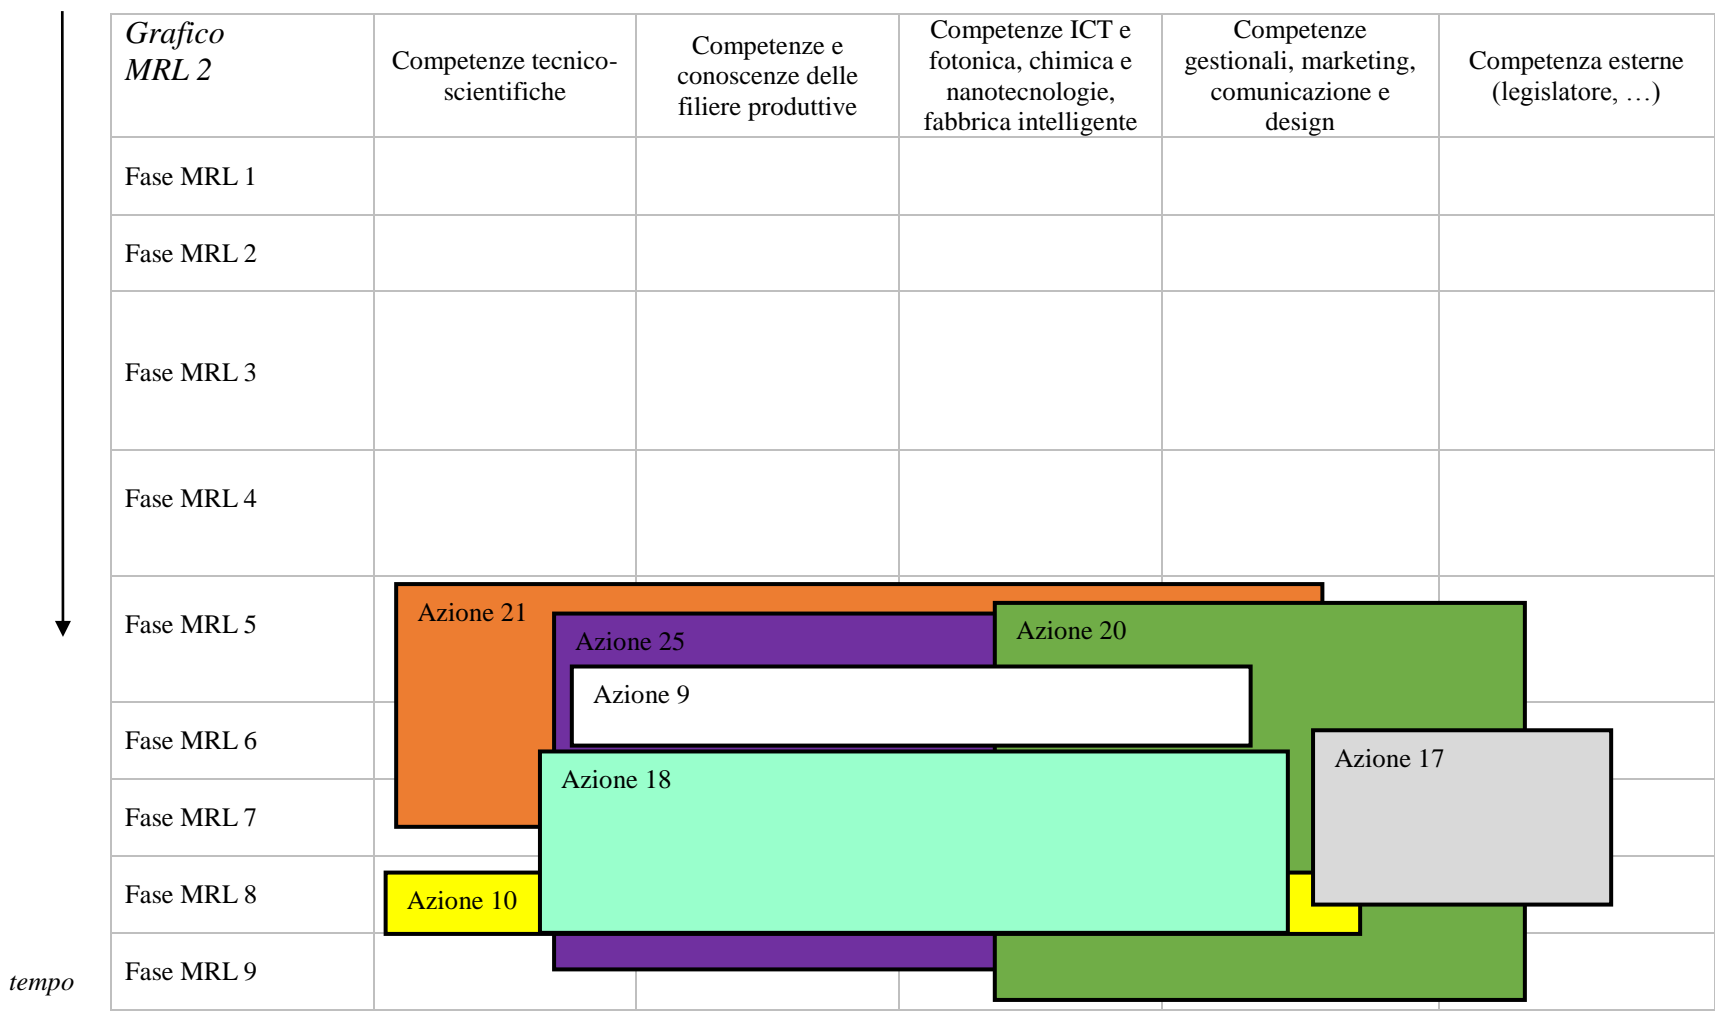 Grafico
MRL 2
Competenze tecnico-
scientifiche
Competenze e
conoscenze delle
filiere produttive
Competenze ICT e
fotonica, chimica e
nanotecnologie,
fabbrica intelligente
Competenze
gestionali, marketing,
comunicazione e
design
Competenza esterne
(legislatore, …)
Fase MRL 1
Fase MRL 2
Fase MRL 3
Fase MRL 4
Fase MRL 5
Azione 21
Azione 25
Azione 20
Azione 9
Fase MRL 6
Azione 17
Azione 18
Fase MRL 7
Fase MRL 8
Azione 10
Fase MRL 9
tempo